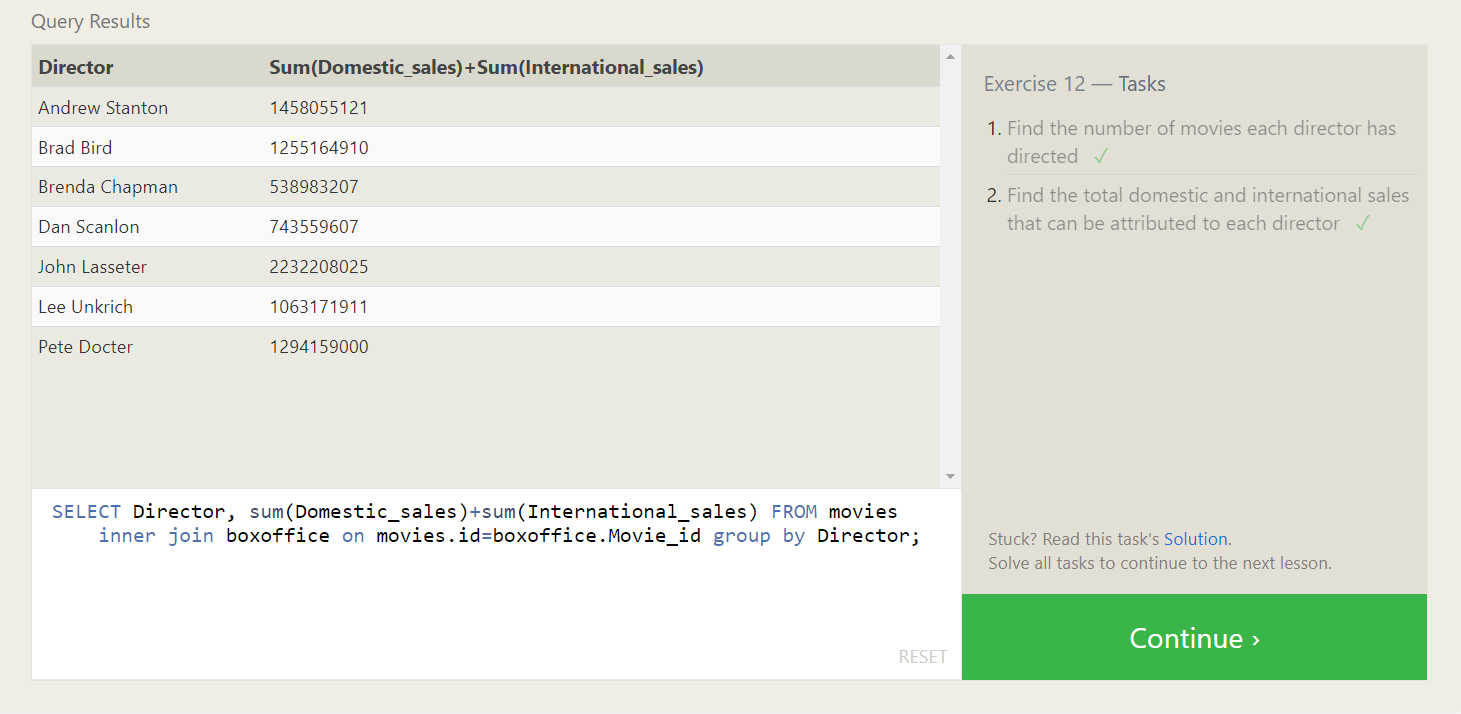 Query Results
Director Sum(Domestic_sales)+Sum(International_sales)
Andrew Stanton 1458055121
Brad Bird 1255164910
Brenda Chapman 538983207
Dan Scanlon 743559607
John Lasseter 2232208025
Lee Unkrich 1063171911
Pete Docter 1294159000
SELECT Director, sum(Domestic_sales)+sum(International_sales) FROM movies
inner join boxoffice on movies.id=boxoffice.Movie_id group by Director;
RESET
Exercise 12 — Tasks
1. Find the number of movies each director has
directed ✓
2. Find the total domestic and international sales
that can be attributed to each director ✓
Stuck? Read this task's Solution.
Solve all tasks to continue to the next lesson.
Continue ›